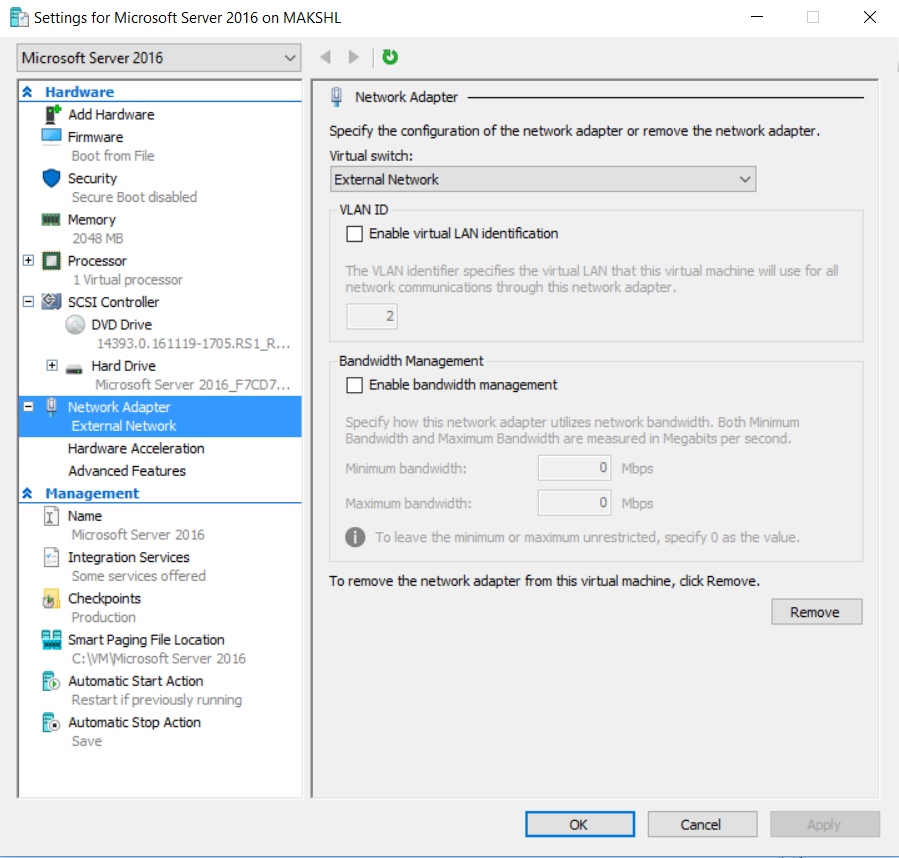 Settings for Microsoft Server 2016 on MAKSHL
Microsoft Server 2016
Hardware
Add Hardware
Firmware
Boot from File
Security
Secure Boot disabled
Memory
2048 MB
Processor
1 Virtual processor
SCSI Controller
DVD Drive
14393.0.161119-1705.RS1_R...
Hard Drive
Microsoft Server 2016_F7CD7...
Network Adapter
External Network
Hardware Acceleration
Advanced Features
Management
Name
Microsoft Server 2016
Integration Services
Some services offered
Checkpoints
Production
Smart Paging File Location
C:\VM\Microsoft Server 2016
Automatic Start Action
Restart if previously running
Automatic Stop Action
Save
Network Adapter
Specify the configuration of the network adapter or remove the network adapter.
Virtual switch:
External Network
VLAN ID
Enable virtual LAN identification
The VLAN identifier specifies the virtual LAN that this virtual machine will use for all
network communications through this network adapter.
2
Bandwidth Management
Enable bandwidth management
Specify how this network adapter utilizes network bandwidth. Both Minimum
Bandwidth and Maximum Bandwidth are measured in Megabits per second.
Minimum bandwidth: 0 Mbps
Maximum bandwidth: 0 Mbps
To leave the minimum or maximum unrestricted, specify 0 as the value.
To remove the network adapter from this virtual machine, click Remove.
Remove
OK Cancel Apply